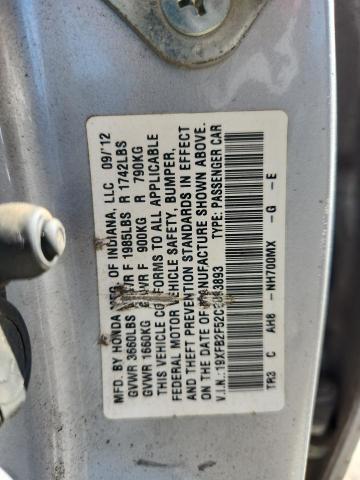 MFD. BY HONDA MFG. OF INDIANA, LLC 09/'12
GVWR 3660LBS GAWR F 1985LBS R 1742LBS
GVWR 1660KG GAWR F 900KG R 790KG
THIS VEHICLE CONFORMS TO ALL APPLICABLE
FEDERAL MOTOR VEHICLE SAFETY, BUMPER,
AND THEFT PREVENTION STANDARDS IN EFFECT
ON THE DATE OF MANUFACTURE SHOWN ABOVE.
V.I.N.: TYPE: PASSENGER CAR
TR3 C AH8 - NH700MX - G - E